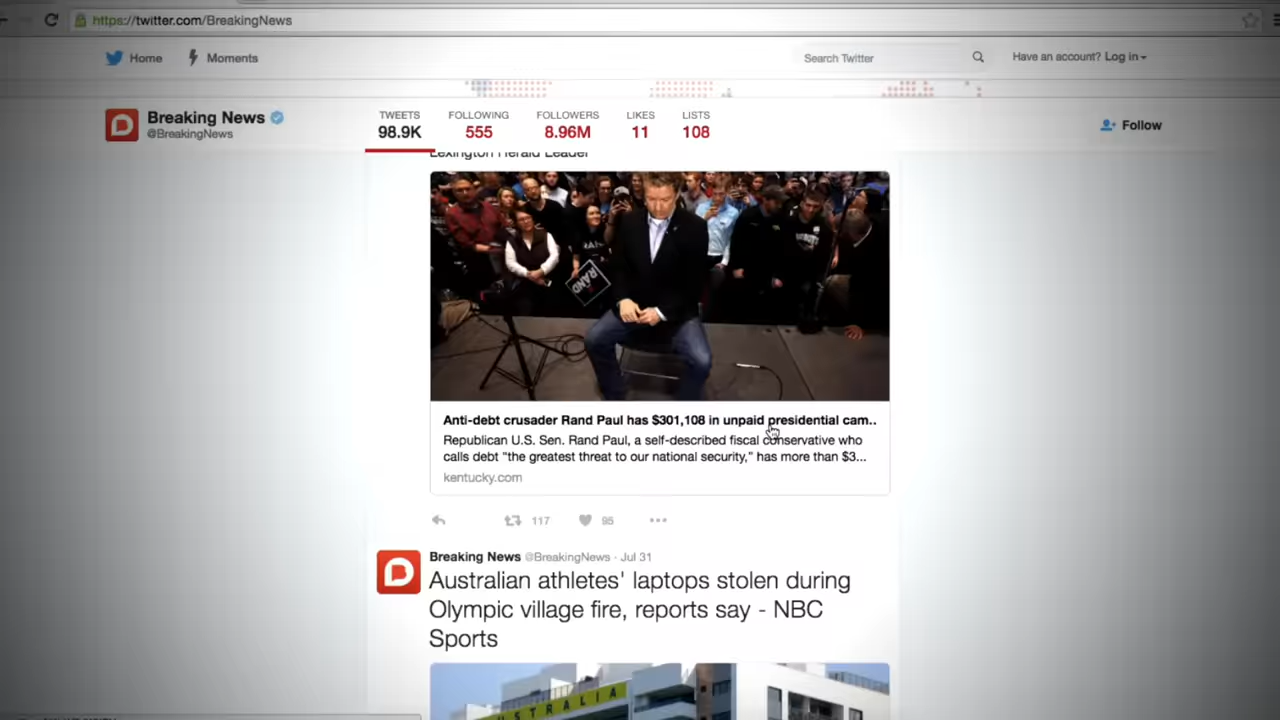 https://twitter.com/BreakingNews
Home
Moments
Search Twitter
Have an account? Log in
Breaking News
@BreakingNews
TWEETS
98.9K
FOLLOWING
555
FOLLOWERS
8.96M
LIKES
11
LISTS
108
Follow
Lexington Herald Leader
RAND
Anti-debt crusader Rand Paul has $301,108 in unpaid presidential cam..
Republican U.S. Sen. Rand Paul, a self-described fiscal conservative who
calls debt "the greatest threat to our national security," has more than $3...
kentucky.com
117
95
Breaking News @BreakingNews · Jul 31
Australian athletes' laptops stolen during
Olympic village fire, reports say - NBC
Sports
AUSTRALIA